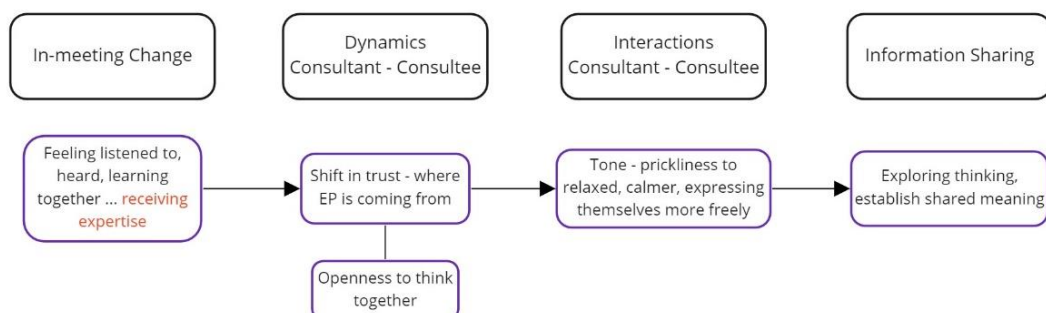 In-meeting Change
Dynamics
Consultant - Consultee
Interactions
Consultant - Consultee
Information Sharing
Feeling listened to,
heard, learning
together ... receiving
expertise
Shift in trust - where
EP is coming from
Tone - prickliness to
relaxed, calmer, expressing
themselves more freely
Exploring thinking,
establish shared meaning
Openness to think
together